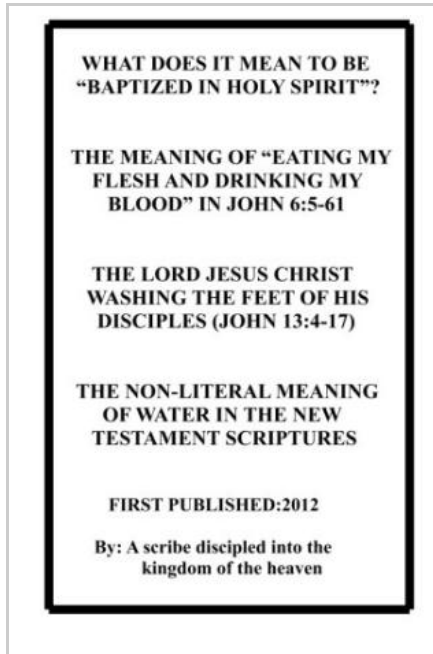 WHAT DOES IT MEAN TO BE
“BAPTIZED IN HOLY SPIRIT”?
THE MEANING OF “EATING MY
FLESH AND DRINKING MY
BLOOD” IN JOHN 6:5-61
THE LORD JESUS CHRIST
WASHING THE FEET OF HIS
DISCIPLES (JOHN 13:4-17)
THE NON-LITERAL MEANING
OF WATER IN THE NEW
TESTAMENT SCRIPTURES
FIRST PUBLISHED:2012
By: A scribe discipled into the
kingdom of the heaven